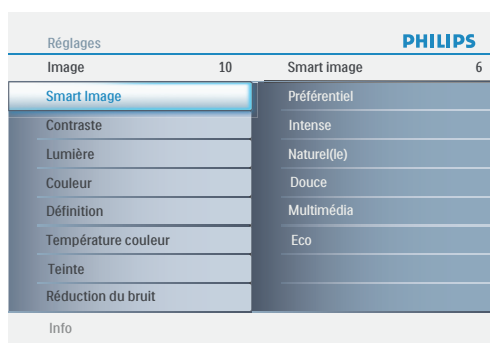 Réglages
PHILIPS
Image 10
Smart image 6
Smart Image
Préférentiel
Contraste
Intense
Lumière
Naturel(le)
Couleur
Douce
Définition
Multimédia
Température couleur
Eco
Teinte
Réduction du bruit
Info